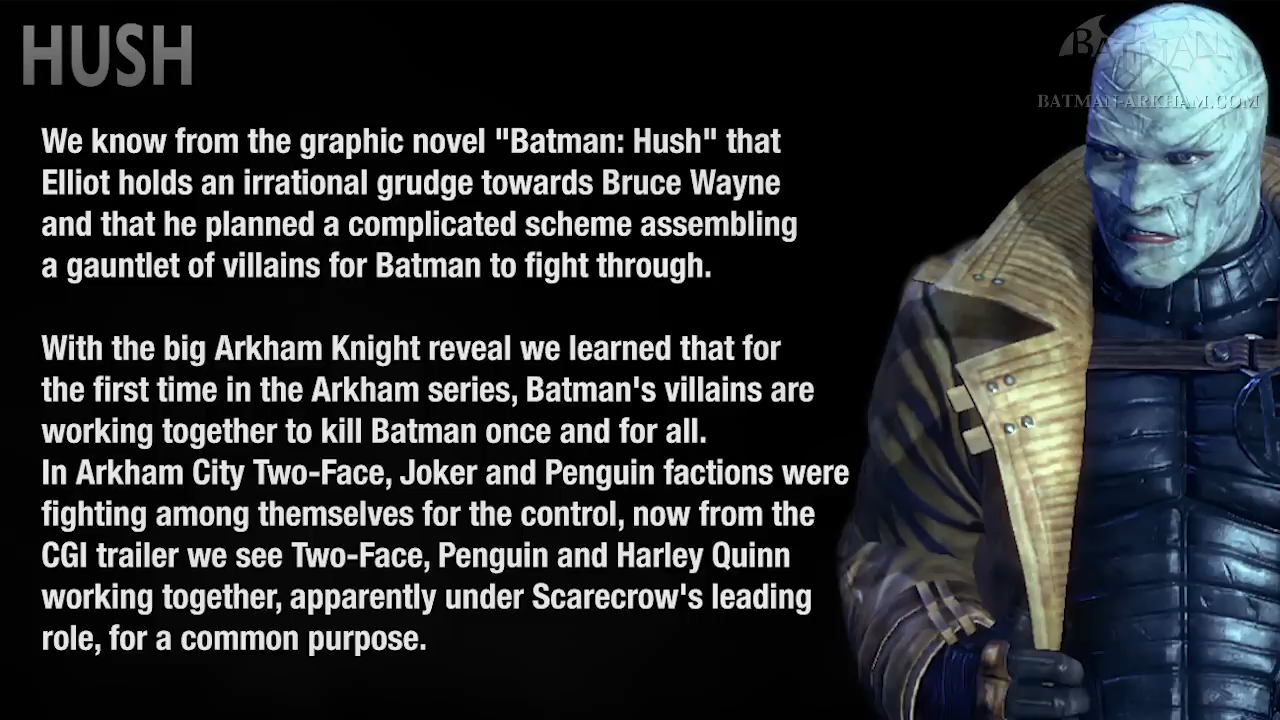 HUSH
BATMAN
BATMAN-ARKHAM.COM
We know from the graphic novel "Batman: Hush" that
Elliot holds an irrational grudge towards Bruce Wayne
and that he planned a complicated scheme assembling
a gauntlet of villains for Batman to fight through.
With the big Arkham Knight reveal we learned that for
the first time in the Arkham series, Batman's villains are
working together to kill Batman once and for all.
In Arkham City Two-Face, Joker and Penguin factions were
fighting among themselves for the control, now from the
CGI trailer we see Two-Face, Penguin and Harley Quinn
working together, apparently under Scarecrow's leading
role, for a common purpose.